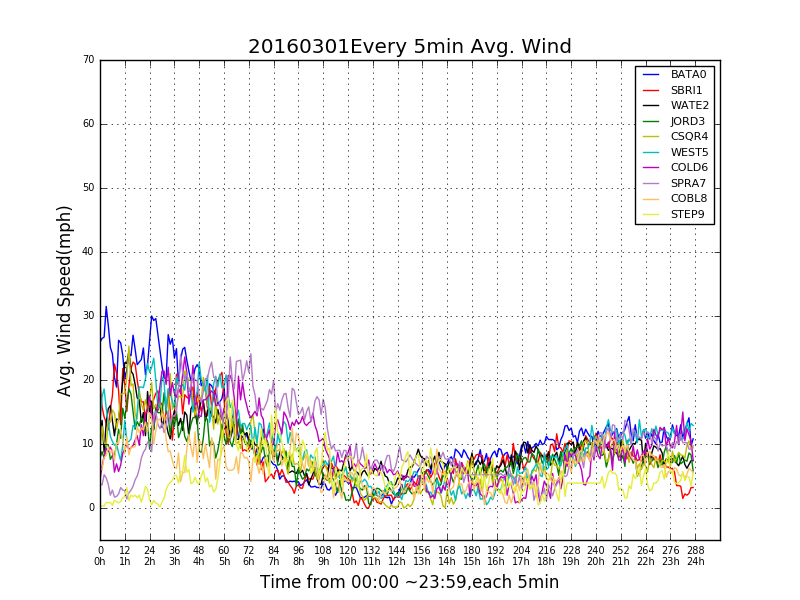 20160301Every 5min Avg. Wind
70
60
50
40
30
20
10
0
Avg. Wind Speed(mph)
BATA0
SBRI1
WATE2
JORD3
CSQR4
WEST5
COLD6
SPRA7
COBL8
STEP9
0 12 24 36 48 60 72 84 96 108 120 132 144 156 168 180 192 204 216 228 240 252 264 276 288
0h 1h 2h 3h 4h 5h 6h 7h 8h 9h 10h 11h 12h 13h 14h 15h 16h 17h 18h 19h 20h 21h 22h 23h 24h
Time from 00:00 ~23:59,each 5min